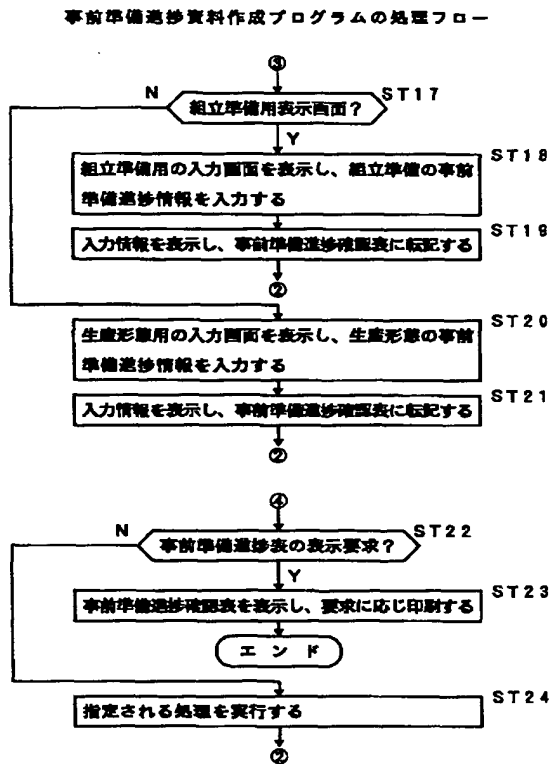 事前準備進捗資料作成プログラムの処理フロー
③
N
組立準備用表示画面？
ST17
Y
ST18
組立準備用の入力画面を表示し、組立準備の事前
準備進捗情報を入力する
ST19
入力情報を表示し、事前準備進捗確認表に転記する
②
ST20
生産形態用の入力画面を表示し、生産形態の事前
準備進捗情報を入力する
ST21
入力情報を表示し、事前準備進捗確認表に転記する
②
④
N
事前準備進捗表の表示要求？
ST22
Y
ST23
事前準備進捗確認表を表示し、要求に応じ印刷する
エンド
ST24
指定される処理を実行する
②